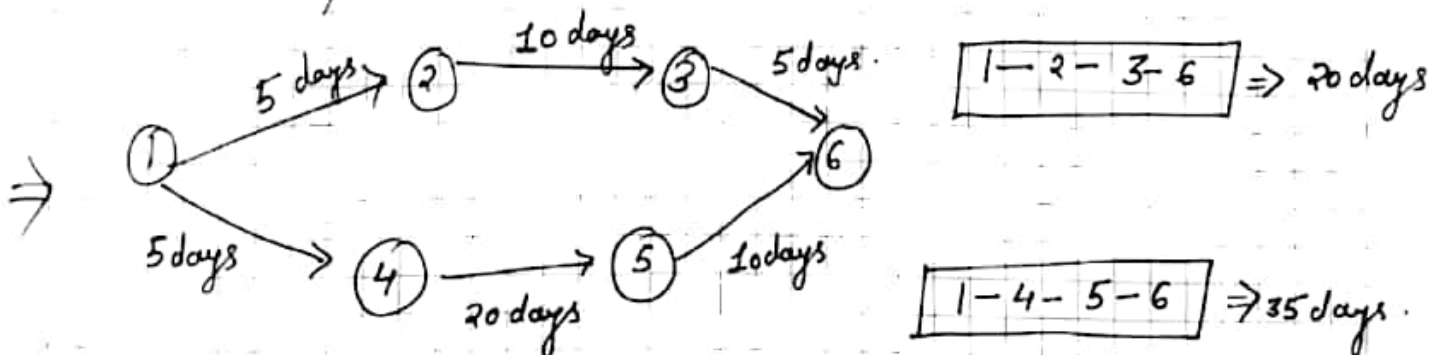 10 days
5 days
2
3
5 days.
1 — 2 - 3 - 6 ⇒ 20 days
1
6
⇒
5 days
4
20 days
5
10 days
1 - 4 - 5 - 6 ⇒ 35 days.